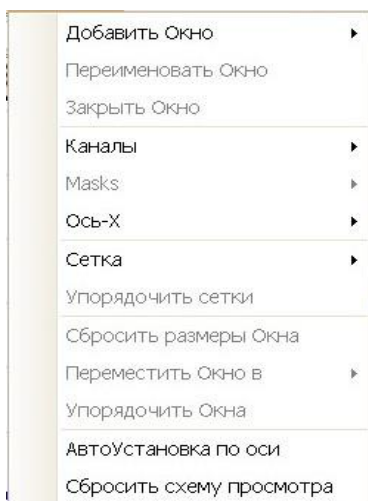 Добавить Окно
Переименовать Окно
Закрыть Окно
Каналы
Masks
Ось-X
Сетка
Упорядочить сетки
Сбросить размеры Окна
Переместить Окно в
Упорядочить Окна
АвтоУстановка по оси
Сбросить схему просмотра